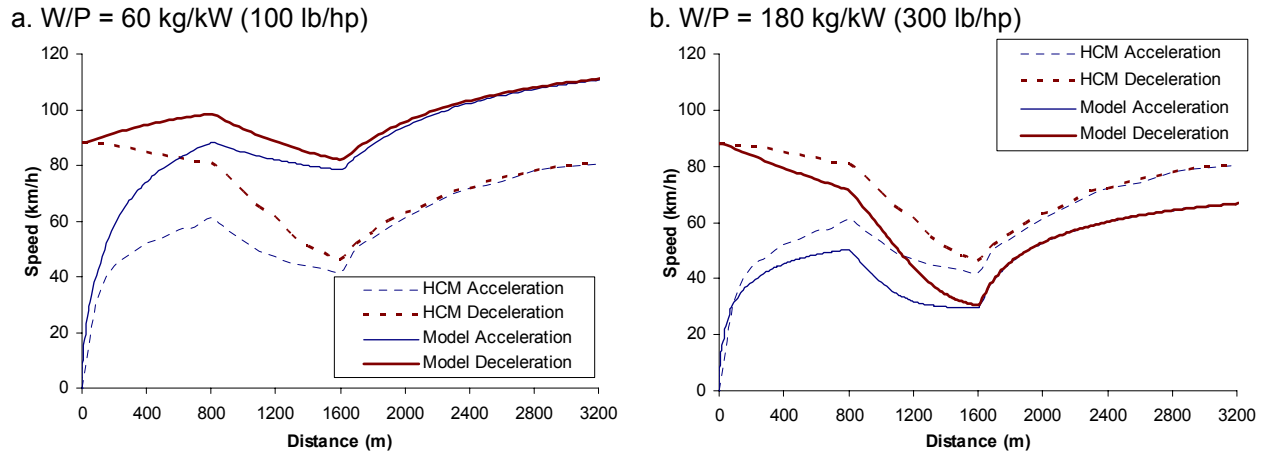 a. W/P = 60 kg/kW (100 lb/hp)
120
100
80
60
40
20
0
Speed (km/h)
0 400 800 1200 1600 2000 2400 2800 3200
Distance (m)
HCM Acceleration
HCM Deceleration
Model Acceleration
Model Deceleration
b. W/P = 180 kg/kW (300 lb/hp)
120
100
80
60
40
20
0
Speed (km/h)
0 400 800 1200 1600 2000 2400 2800 3200
Distance (m)
HCM Acceleration
HCM Deceleration
Model Acceleration
Model Deceleration